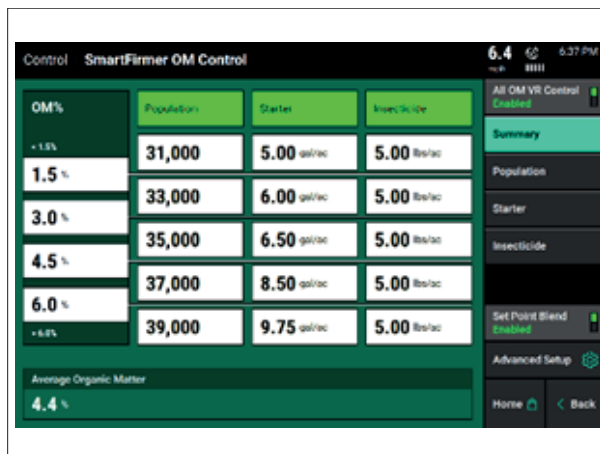 Control SmartFirmer OM Control
6.4 6:37 PM
mph
All OM VR Control
Enabled
OM% Population Starter Insecticide
< 1.5%
31,000 5.00 gal/ac 5.00 lbs/ac
1.5 %
33,000 6.00 gal/ac 5.00 lbs/ac
3.0 %
35,000 6.50 gal/ac 5.00 lbs/ac
4.5 %
37,000 8.50 gal/ac 5.00 lbs/ac
6.0 %
39,000 9.75 gal/ac 5.00 lbs/ac
> 6.0%
Average Organic Matter
4.4 %
Summary
Population
Starter
Insecticide
Set Point Blend
Enabled
Advanced Setup
Home < Back